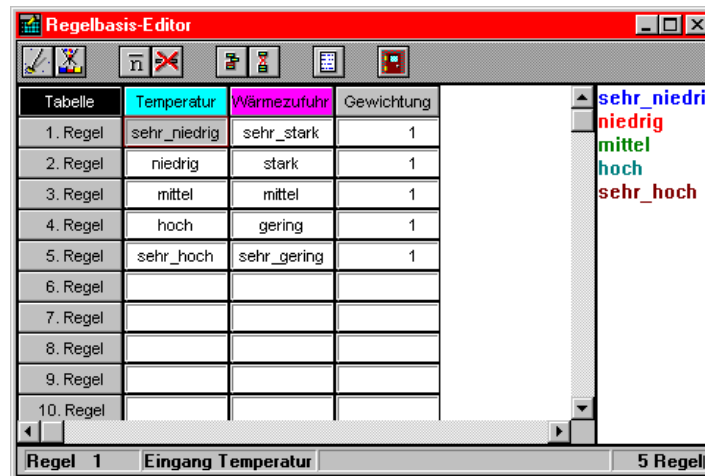 Regelbasis-Editor
n
Tabelle Temperatur Wärmezufuhr Gewichtung
1. Regel sehr_niedrig sehr_stark 1
2. Regel niedrig stark 1
3. Regel mittel mittel 1
4. Regel hoch gering 1
5. Regel sehr_hoch sehr_gering 1
6. Regel
7. Regel
8. Regel
9. Regel
10. Regel
sehr_niedri
niedrig
mittel
hoch
sehr_hoch
Regel 1 Eingang Temperatur 5 Regel